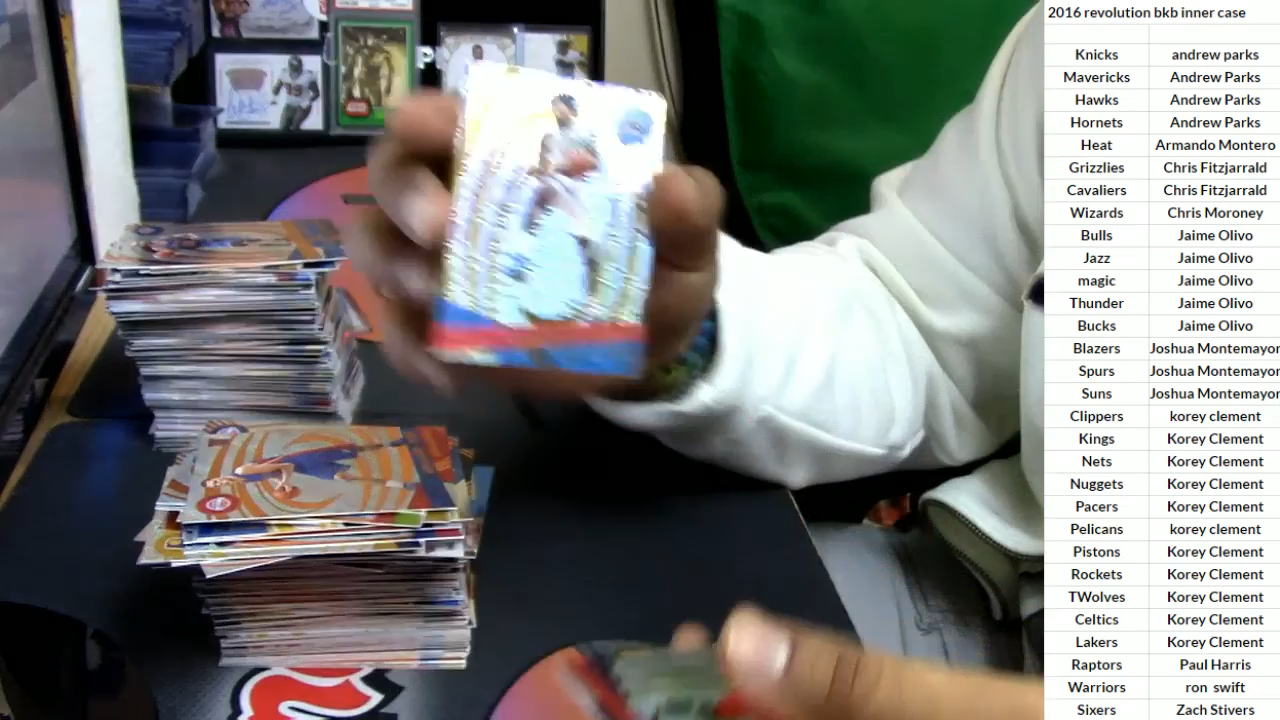 2016 revolution bkb inner case
Knicks andrew parks
Mavericks Andrew Parks
Hawks Andrew Parks
Hornets Andrew Parks
Heat Armando Montero
Grizzlies Chris Fitzjarrald
Cavaliers Chris Fitzjarrald
Wizards Chris Moroney
Bulls Jaime Olivo
Jazz Jaime Olivo
magic Jaime Olivo
Thunder Jaime Olivo
Bucks Jaime Olivo
Blazers Joshua Montemayor
Spurs Joshua Montemayor
Suns Joshua Montemayor
Clippers korey clement
Kings Korey Clement
Nets Korey Clement
Nuggets Korey Clement
Pacers Korey Clement
Pelicans korey clement
Pistons Korey Clement
Rockets Korey Clement
TWolves Korey Clement
Celtics Korey Clement
Lakers Korey Clement
Raptors Paul Harris
Warriors ron swift
Sixers Zach Stivers